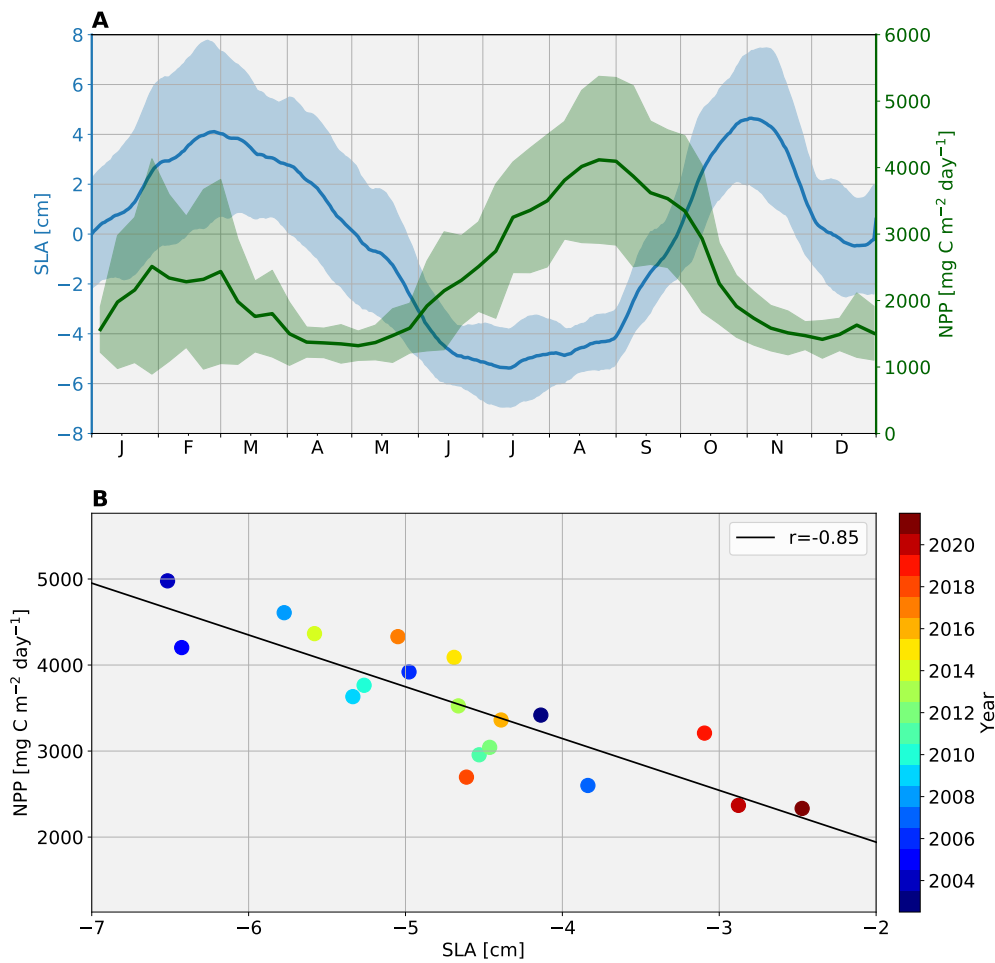 A
8
6
4
2
0
−2
−4
−6
−8
SLA [cm]
6000
5000
4000
3000
2000
1000
0
NPP [mg C m⁻² day⁻¹]
J F M A M J J A S O N D
B
r=-0.85
5000
4000
3000
2000
NPP [mg C m⁻² day⁻¹]
−7 −6 −5 −4 −3 −2
SLA [cm]
2020
2018
2016
2014
2012
2010
2008
2006
2004
Year